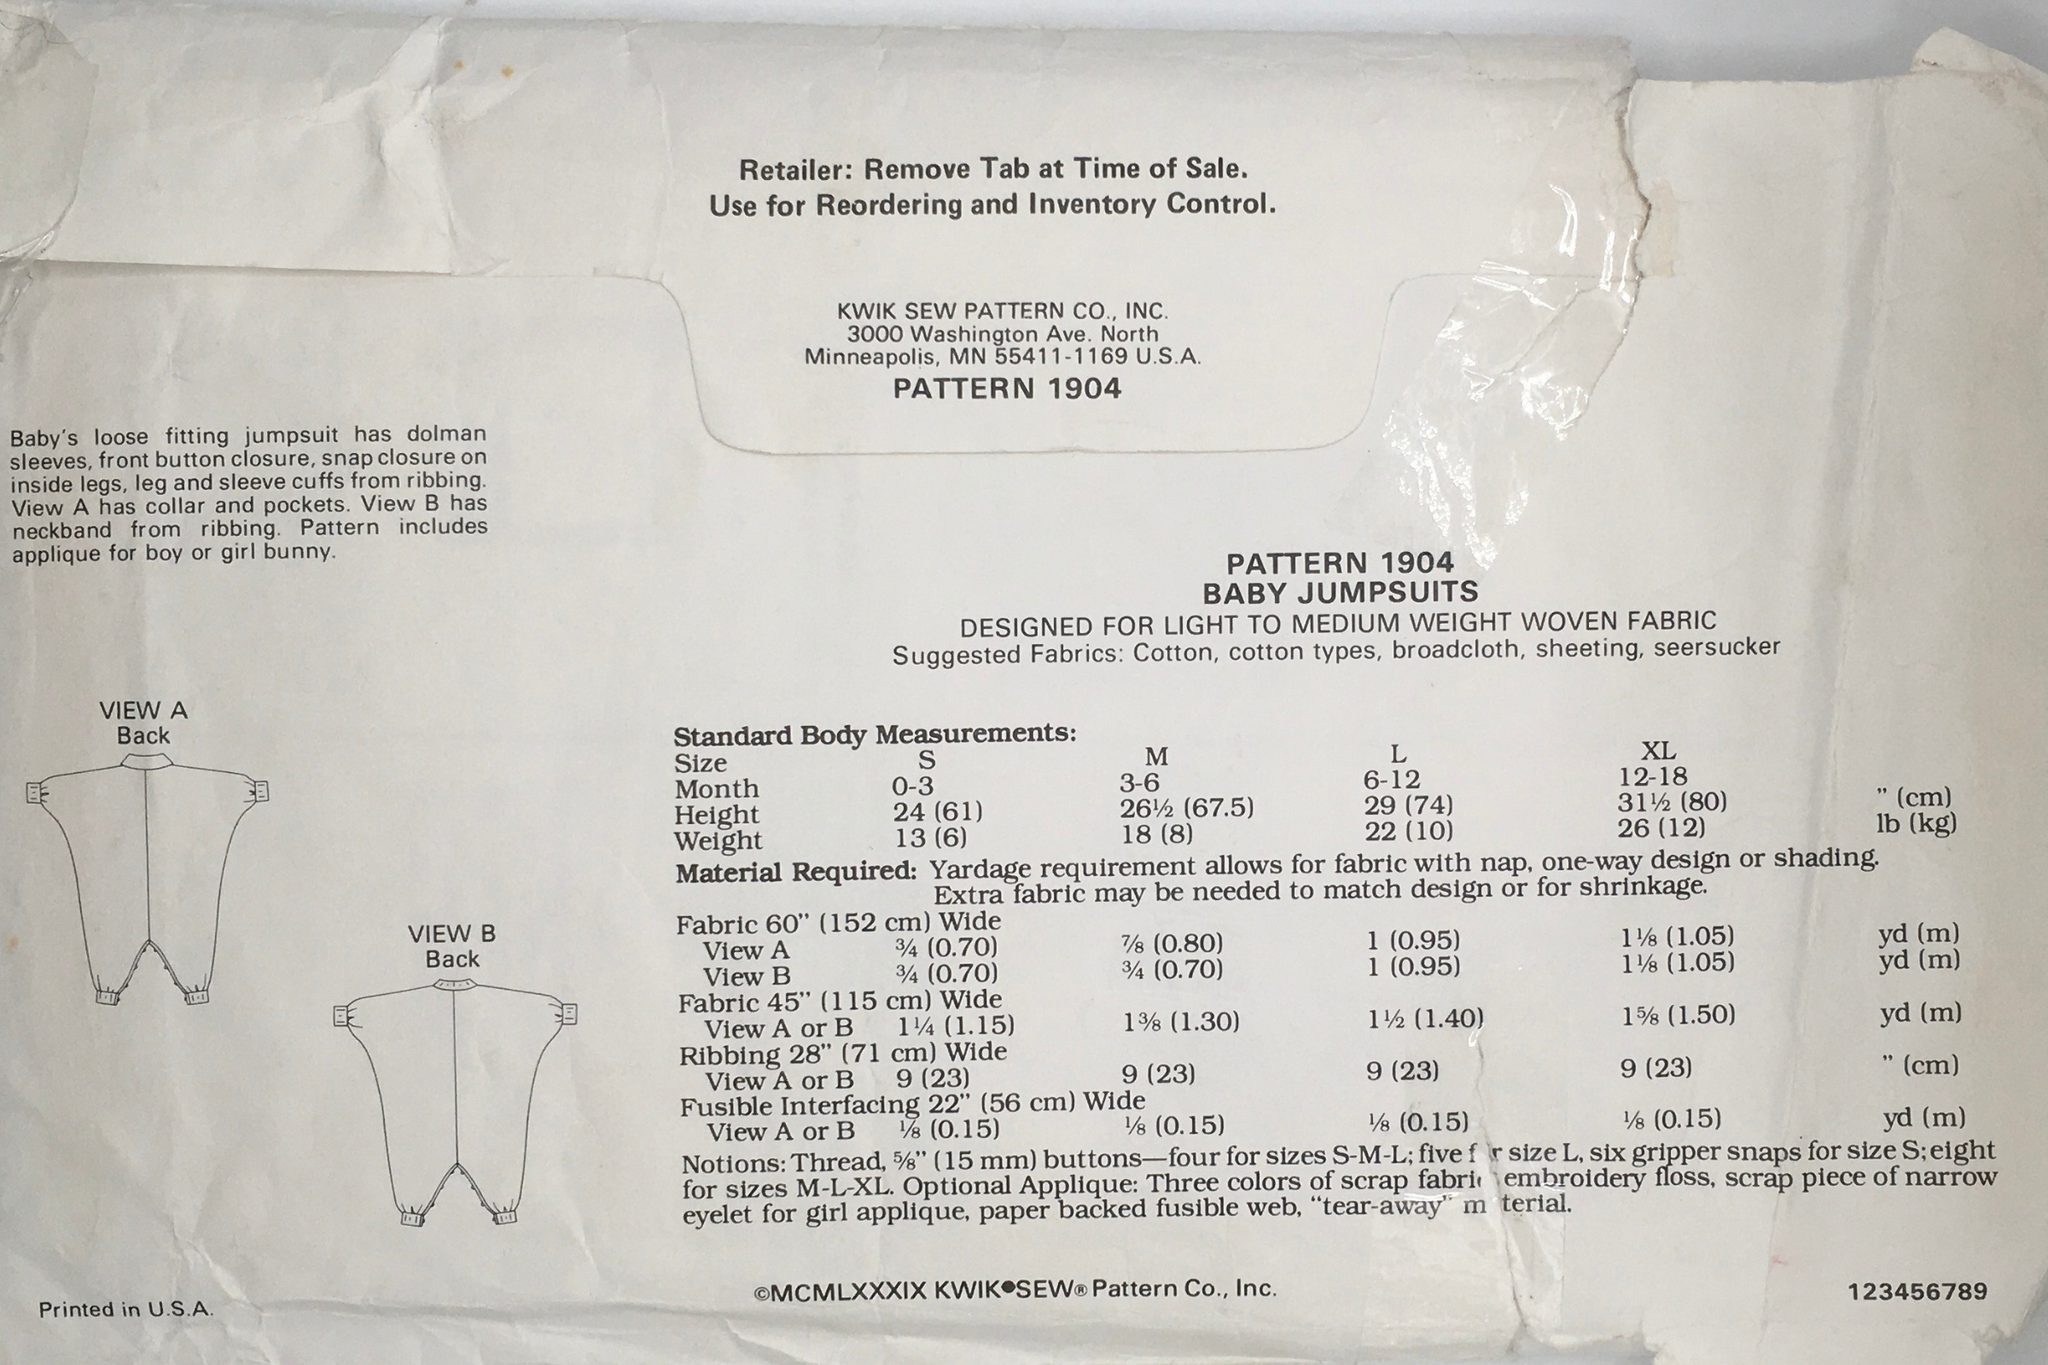 Retailer: Remove Tab at Time of Sale.
Use for Reordering and Inventory Control.
KWIK SEW PATTERN CO., INC.
3000 Washington Ave. North
Minneapolis, MN 55411-1169 U.S.A.
PATTERN 1904
Baby's loose fitting jumpsuit has dolman
sleeves, front button closure, snap closure on
inside legs, leg and sleeve cuffs from ribbing.
View A has collar and pockets. View B has
neckband from ribbing. Pattern includes
applique for boy or girl bunny.
PATTERN 1904
BABY JUMPSUITS
DESIGNED FOR LIGHT TO MEDIUM WEIGHT WOVEN FABRIC
Suggested Fabrics: Cotton, cotton types, broadcloth, sheeting, seersucker
VIEW A
Back
VIEW B
Back
Standard Body Measurements:
Size S M L XL
Month 0-3 3-6 6-12 12-18
Height 24 (61) 26½ (67.5) 29 (74) 31½ (80) " (cm)
Weight 13 (6) 18 (8) 22 (10) 26 (12) lb (kg)
Material Required: Yardage requirement allows for fabric with nap, one-way design or shading.
Extra fabric may be needed to match design or for shrinkage.
Fabric 60" (152 cm) Wide
View A ¾ (0.70) ⅞ (0.80) 1 (0.95) 1⅛ (1.05) yd (m)
View B ¾ (0.70) ¾ (0.70) 1 (0.95) 1⅛ (1.05) yd (m)
Fabric 45" (115 cm) Wide
View A or B 1¼ (1.15) 1⅜ (1.30) 1½ (1.40) 1⅝ (1.50) yd (m)
Ribbing 28" (71 cm) Wide
View A or B 9 (23) 9 (23) 9 (23) 9 (23) " (cm)
Fusible Interfacing 22" (56 cm) Wide
View A or B ⅛ (0.15) ⅛ (0.15) ⅛ (0.15) ⅛ (0.15) yd (m)
Notions: Thread, ⅝" (15 mm) buttons—four for sizes S-M-L; five f r size L, six gripper snaps for size S; eight
for sizes M-L-XL. Optional Applique: Three colors of scrap fabric embroidery floss, scrap piece of narrow
eyelet for girl applique, paper backed fusible web, "tear-away" m terial.
©MCMLXXXIX KWIK●SEW® Pattern Co., Inc.
Printed in U.S.A.
123456789